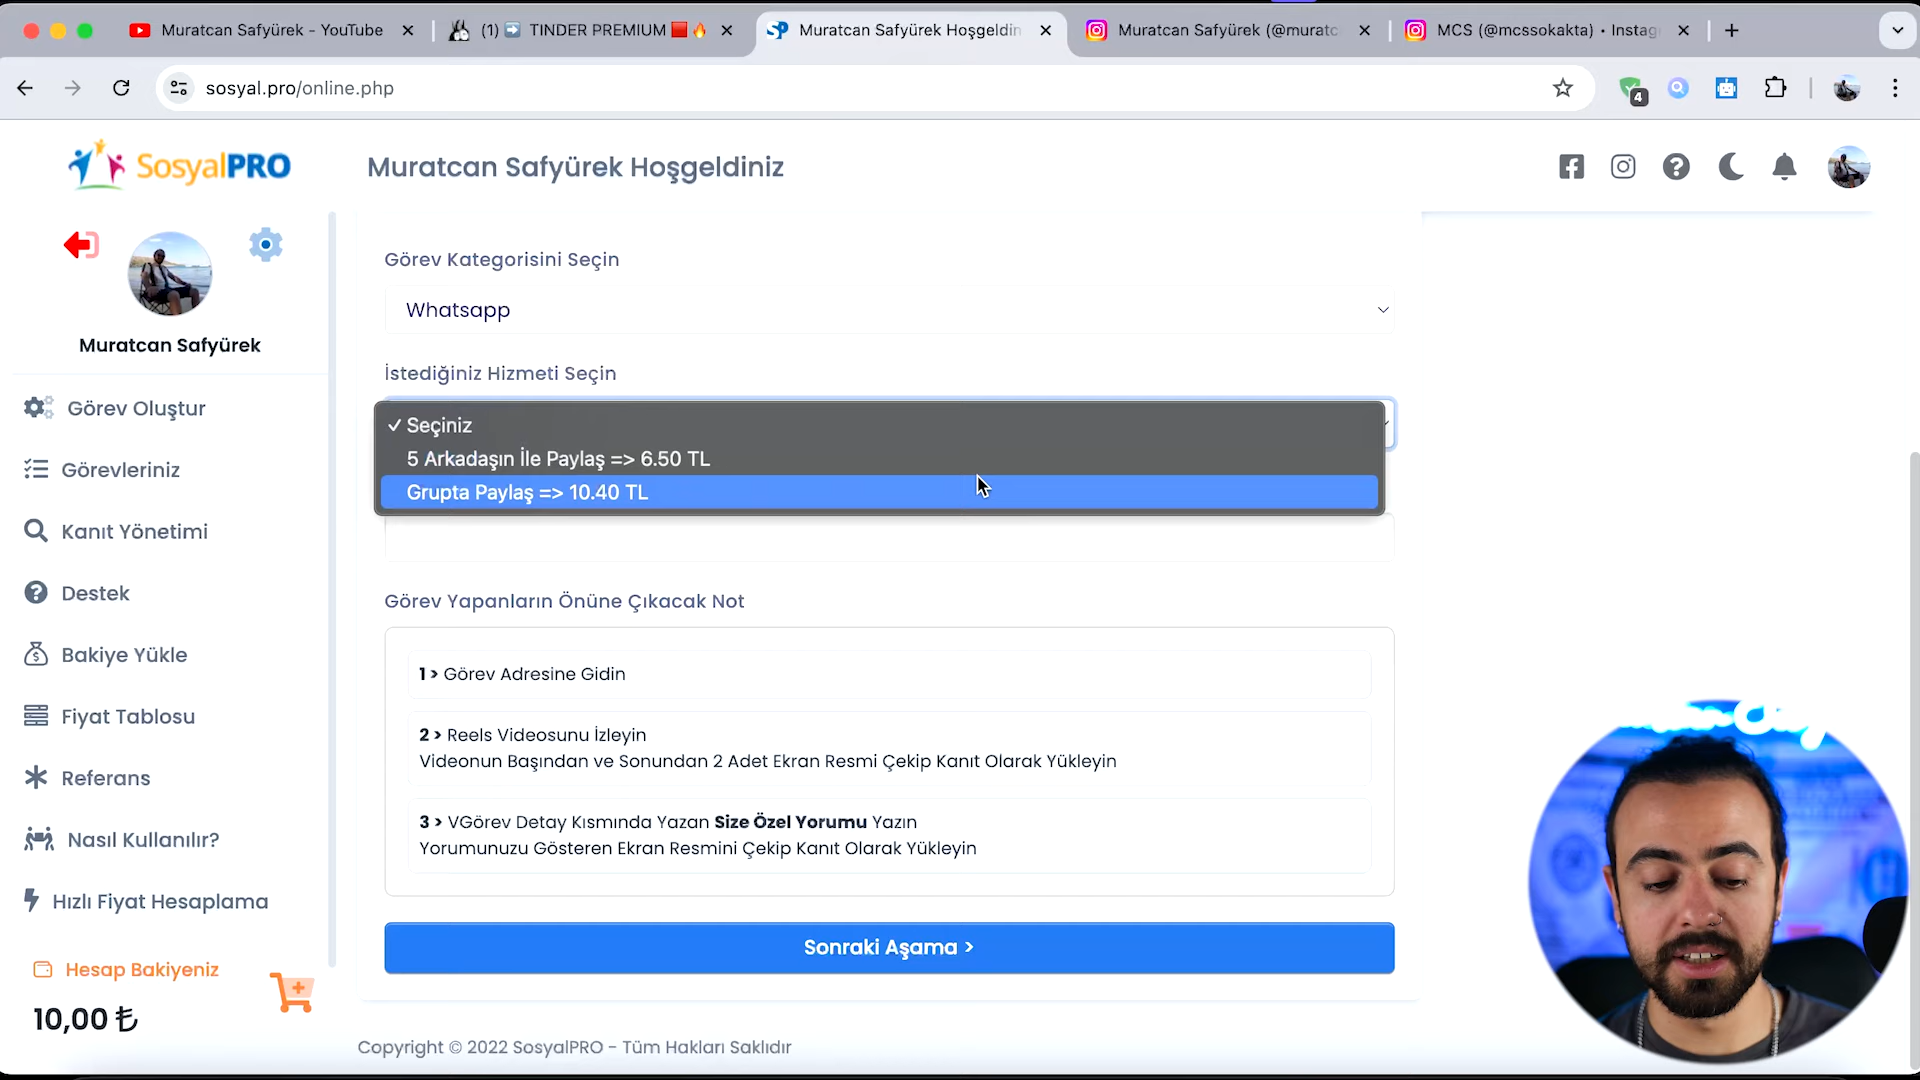 Muratcan Safyürek - YouTube
(1) ➡️ TINDER PREMIUM 🟥🔥
Muratcan Safyürek Hoşgeldin
Muratcan Safyürek (@muratc
MCS (@mcssokakta) • Instag
sosyal.pro/online.php
4
SosyalPRO
Muratcan Safyürek Hoşgeldiniz
Muratcan Safyürek
Görev Oluştur
Görevleriniz
Kanıt Yönetimi
Destek
Bakiye Yükle
Fiyat Tablosu
Referans
Nasıl Kullanılır?
Hızlı Fiyat Hesaplama
Hesap Bakiyeniz
10,00 ₺
Görev Kategorisini Seçin
Whatsapp
İstediğiniz Hizmeti Seçin
✓ Seçiniz
5 Arkadaşın İle Paylaş => 6.50 TL
Grupta Paylaş => 10.40 TL
Görev Yapanların Önüne Çıkacak Not
1 > Görev Adresine Gidin
2 > Reels Videosunu İzleyin
Videonun Başından ve Sonundan 2 Adet Ekran Resmi Çekip Kanıt Olarak Yükleyin
3 > VGörev Detay Kısmında Yazan Size Özel Yorumu Yazın
Yorumunuzu Gösteren Ekran Resmini Çekip Kanıt Olarak Yükleyin
Sonraki Aşama >
Copyright © 2022 SosyalPRO - Tüm Hakları Saklıdır